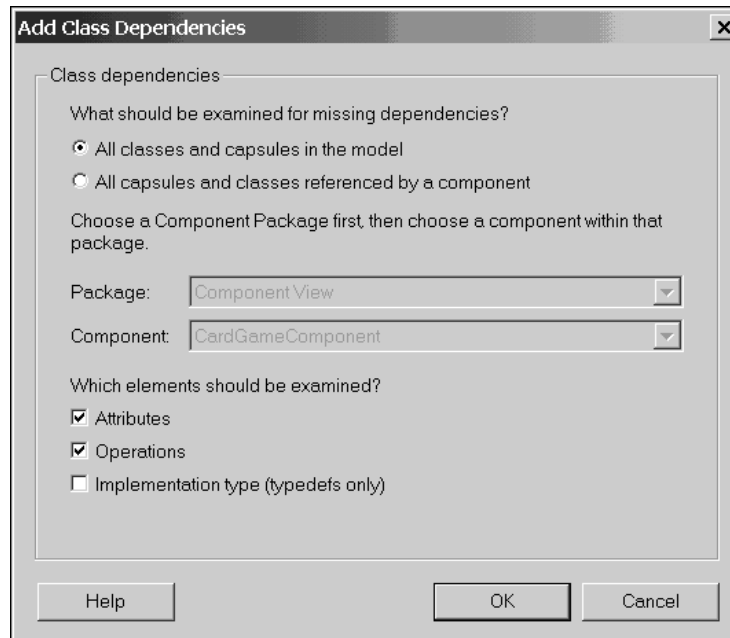 Add Class Dependencies
Class dependencies
What should be examined for missing dependencies?
All classes and capsules in the model
All capsules and classes referenced by a component
Choose a Component Package first, then choose a component within that
package.
Package: Component View
Component: CardGameComponent
Which elements should be examined?
Attributes
Operations
Implementation type (typedefs only)
Help OK Cancel